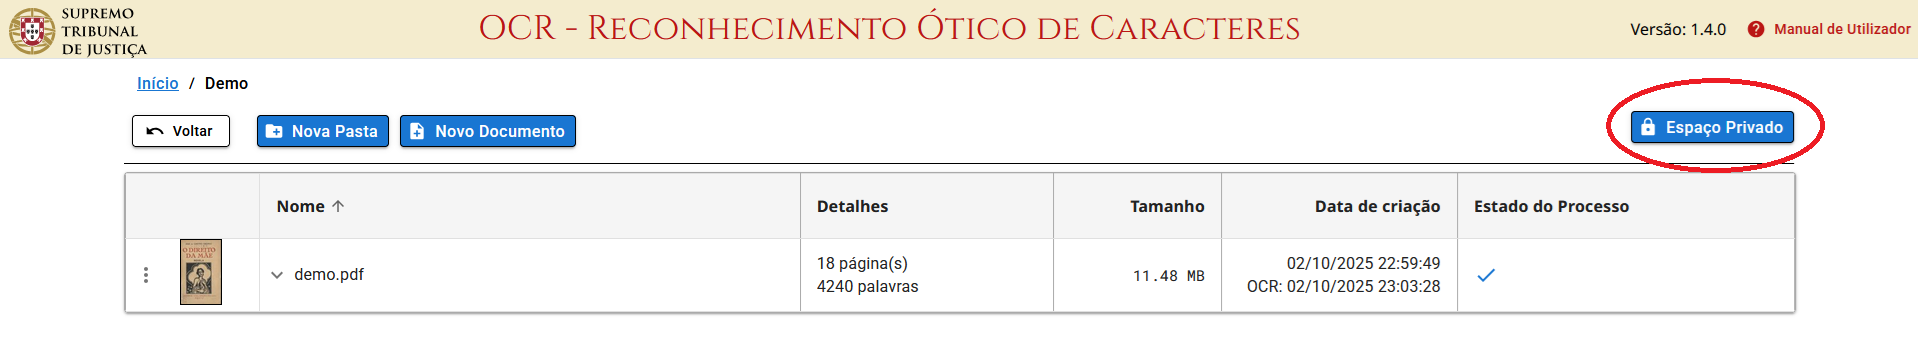 SUPREMO
TRIBUNAL
DE JUSTIÇA
OCR - Reconhecimento Ótico de Caracteres
Versão: 1.4.0
Manual de Utilizador
Início / Demo
Voltar
Nova Pasta
Novo Documento
Espaço Privado
Nome
Detalhes
Tamanho
Data de criação
Estado do Processo
O DIREITO
DA MÃE
demo.pdf
18 página(s)
4240 palavras
11.48 MB
02/10/2025 22:59:49
OCR: 02/10/2025 23:03:28